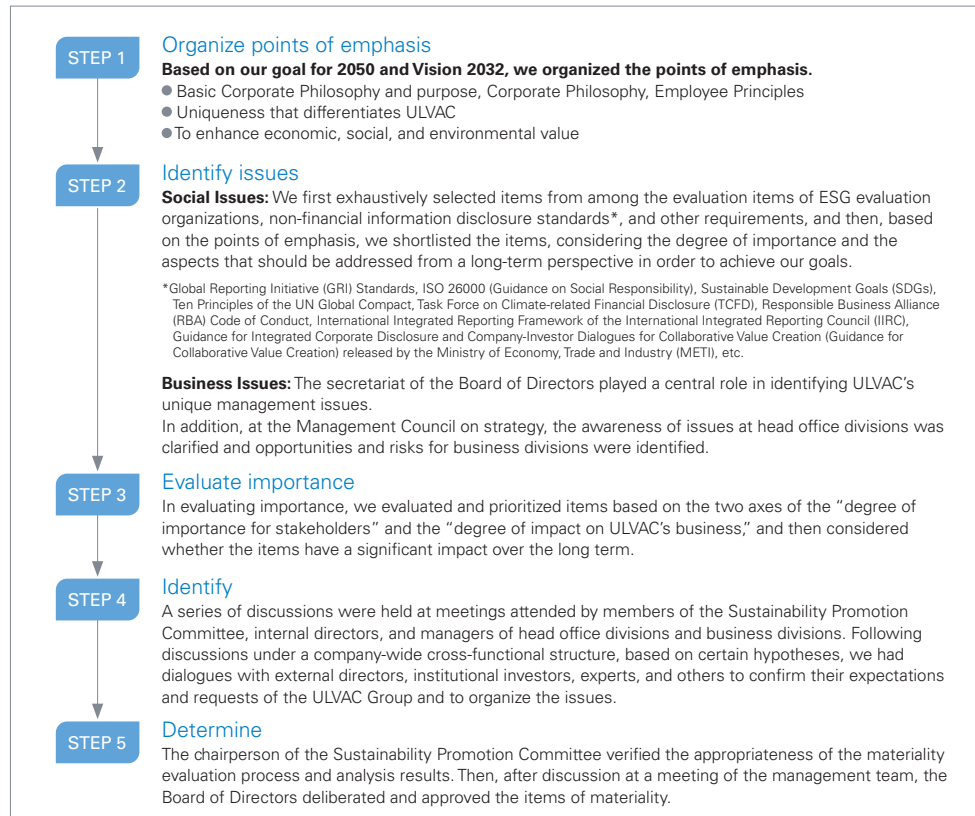 STEP 1
Organize points of emphasis
Based on our goal for 2050 and Vision 2032, we organized the points of emphasis.
● Basic Corporate Philosophy and purpose, Corporate Philosophy, Employee Principles
● Uniqueness that differentiates ULVAC
● To enhance economic, social, and environmental value
STEP 2
Identify issues
Social Issues: We first exhaustively selected items from among the evaluation items of ESG evaluation
organizations, non-financial information disclosure standards*, and other requirements, and then, based
on the points of emphasis, we shortlisted the items, considering the degree of importance and the
aspects that should be addressed from a long-term perspective in order to achieve our goals.
*Global Reporting Initiative (GRI) Standards, ISO 26000 (Guidance on Social Responsibility), Sustainable Development Goals (SDGs),
Ten Principles of the UN Global Compact, Task Force on Climate-related Financial Disclosure (TCFD), Responsible Business Alliance
(RBA) Code of Conduct, International Integrated Reporting Framework of the International Integrated Reporting Council (IIRC),
Guidance for Integrated Corporate Disclosure and Company-Investor Dialogues for Collaborative Value Creation (Guidance for
Collaborative Value Creation) released by the Ministry of Economy, Trade and Industry (METI), etc.
Business Issues: The secretariat of the Board of Directors played a central role in identifying ULVAC's
unique management issues.
In addition, at the Management Council on strategy, the awareness of issues at head office divisions was
clarified and opportunities and risks for business divisions were identified.
STEP 3
Evaluate importance
In evaluating importance, we evaluated and prioritized items based on the two axes of the "degree of
importance for stakeholders" and the "degree of impact on ULVAC's business," and then considered
whether the items have a significant impact over the long term.
STEP 4
Identify
A series of discussions were held at meetings attended by members of the Sustainability Promotion
Committee, internal directors, and managers of head office divisions and business divisions. Following
discussions under a company-wide cross-functional structure, based on certain hypotheses, we had
dialogues with external directors, institutional investors, experts, and others to confirm their expectations
and requests of the ULVAC Group and to organize the issues.
STEP 5
Determine
The chairperson of the Sustainability Promotion Committee verified the appropriateness of the materiality
evaluation process and analysis results. Then, after discussion at a meeting of the management team, the
Board of Directors deliberated and approved the items of materiality.